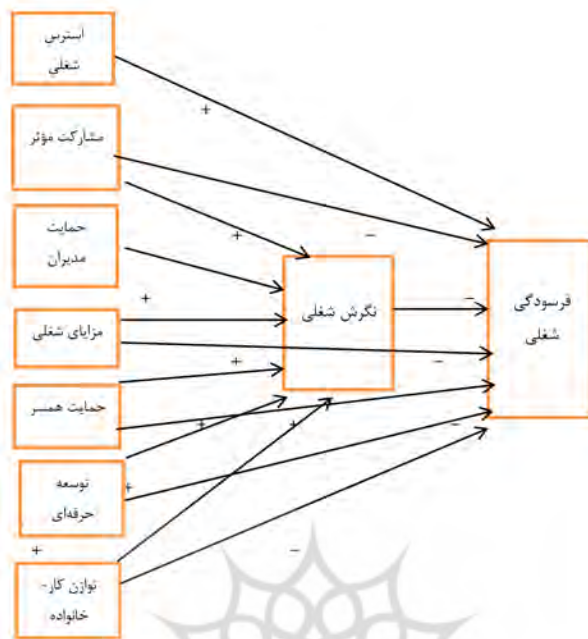 استرس
شغلی
مشارکت مؤثر
حمایت
مدیران
مزایای شغلی
حمایت همسر
توسعه
حرفه‌ای
توازن کار-
خانواده
نگرش شغلی
فرسودگی
شغلی
+
+
-
+
-
+
-
+
+
-
+
+
-